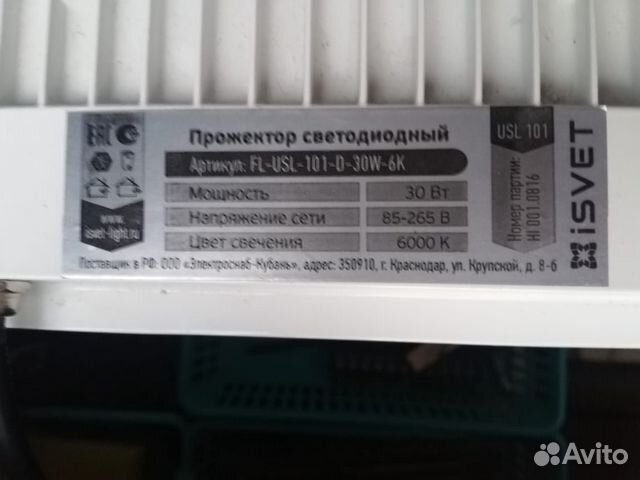 EAC
Прожектор светодиодный
Артикул: FL-USL-101-D-30W-6K
Мощность 30 Вт
Напряжение сети 85-265 В
Цвет свечения 6000 К
www.
isvet-light.ru
Поставщик в РФ: ООО «Электроснаб-Кубань», адрес: 350910, г. Краснодар, ул. Крупской, д. 8-б
USL 101
Номер партии:
HI 001.0816
iSVET
Avito